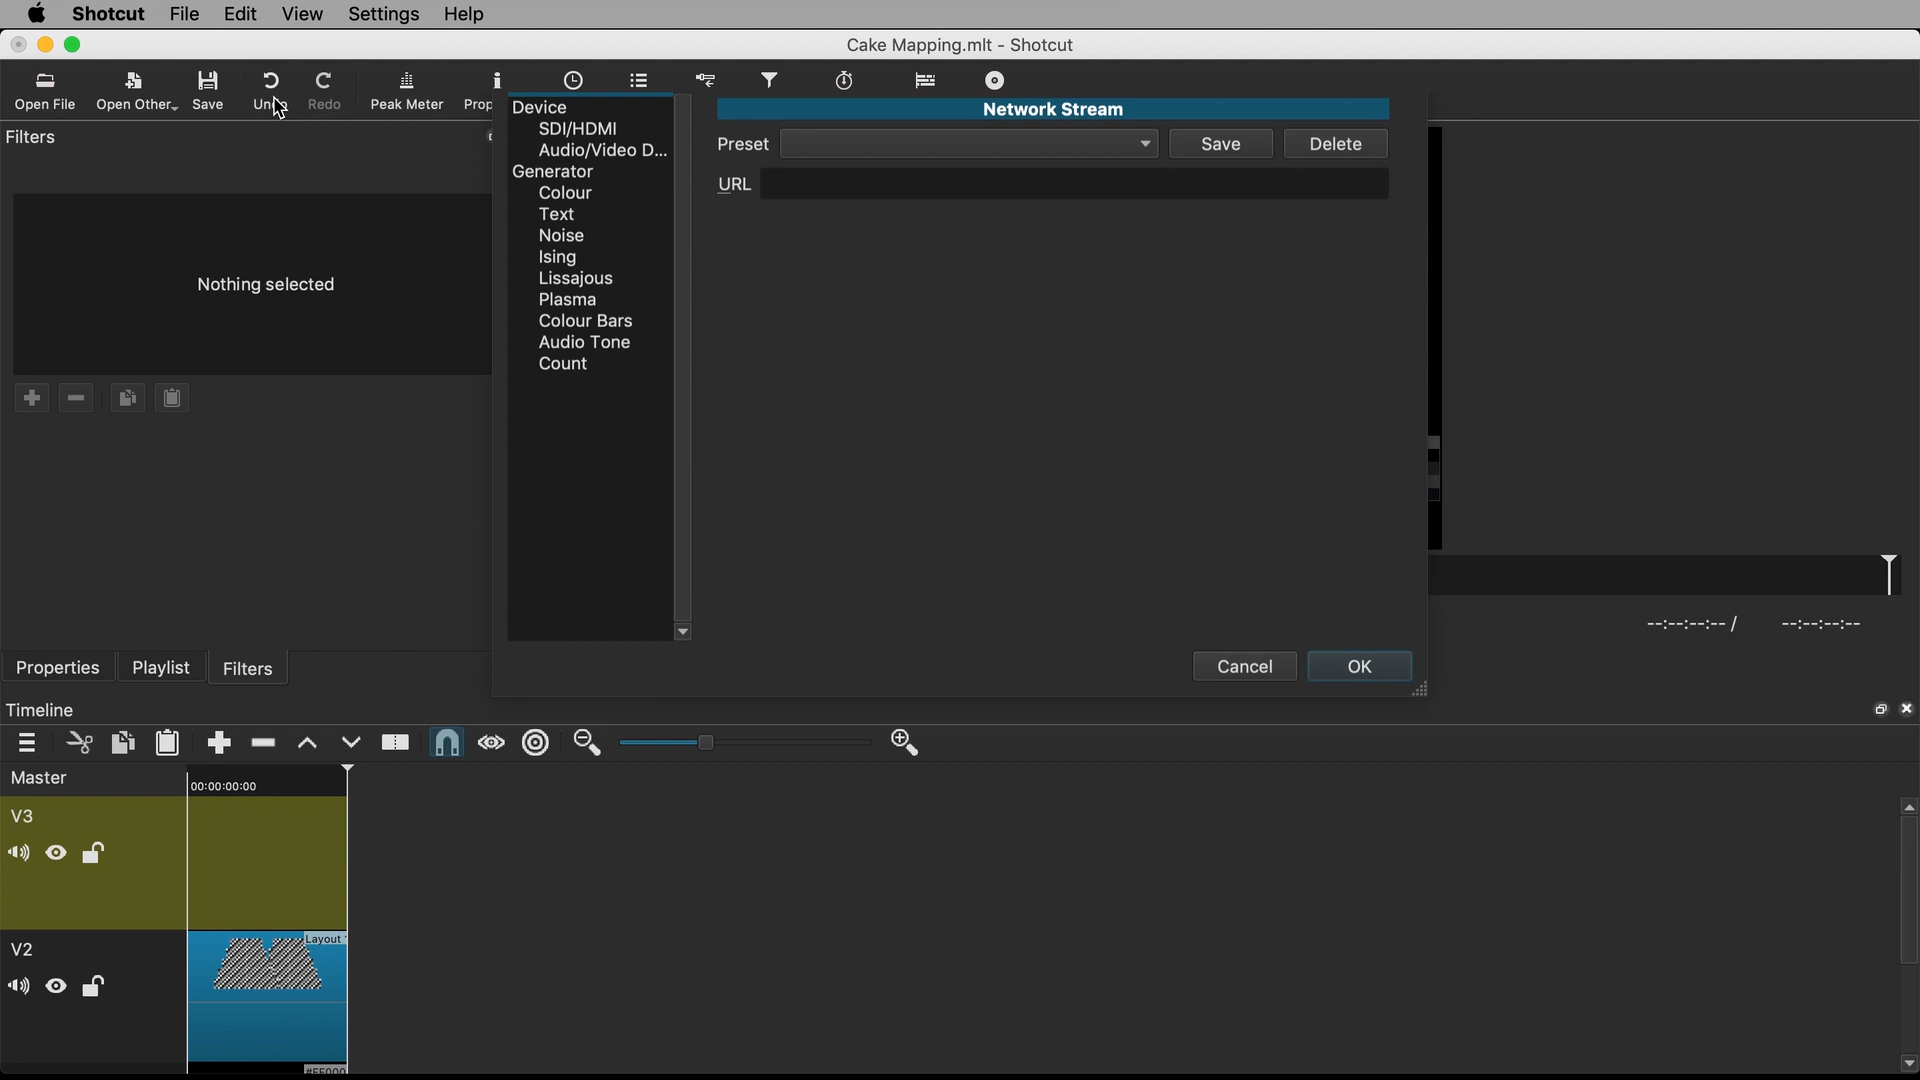 Shotcut File Edit View Settings Help
Cake Mapping.mlt - Shotcut
Open File Open Other Save Undo Redo Peak Meter Prop
Filters
Nothing selected
Device
SDI/HDMI
Audio/Video D...
Generator
Colour
Text
Noise
Ising
Lissajous
Plasma
Colour Bars
Audio Tone
Count
Network Stream
Preset Save Delete
URL
Cancel OK
--:--:--:-- / --:--:--:--
Properties Playlist Filters
Timeline
Master
00:00:00:00
V3
V2
Layout